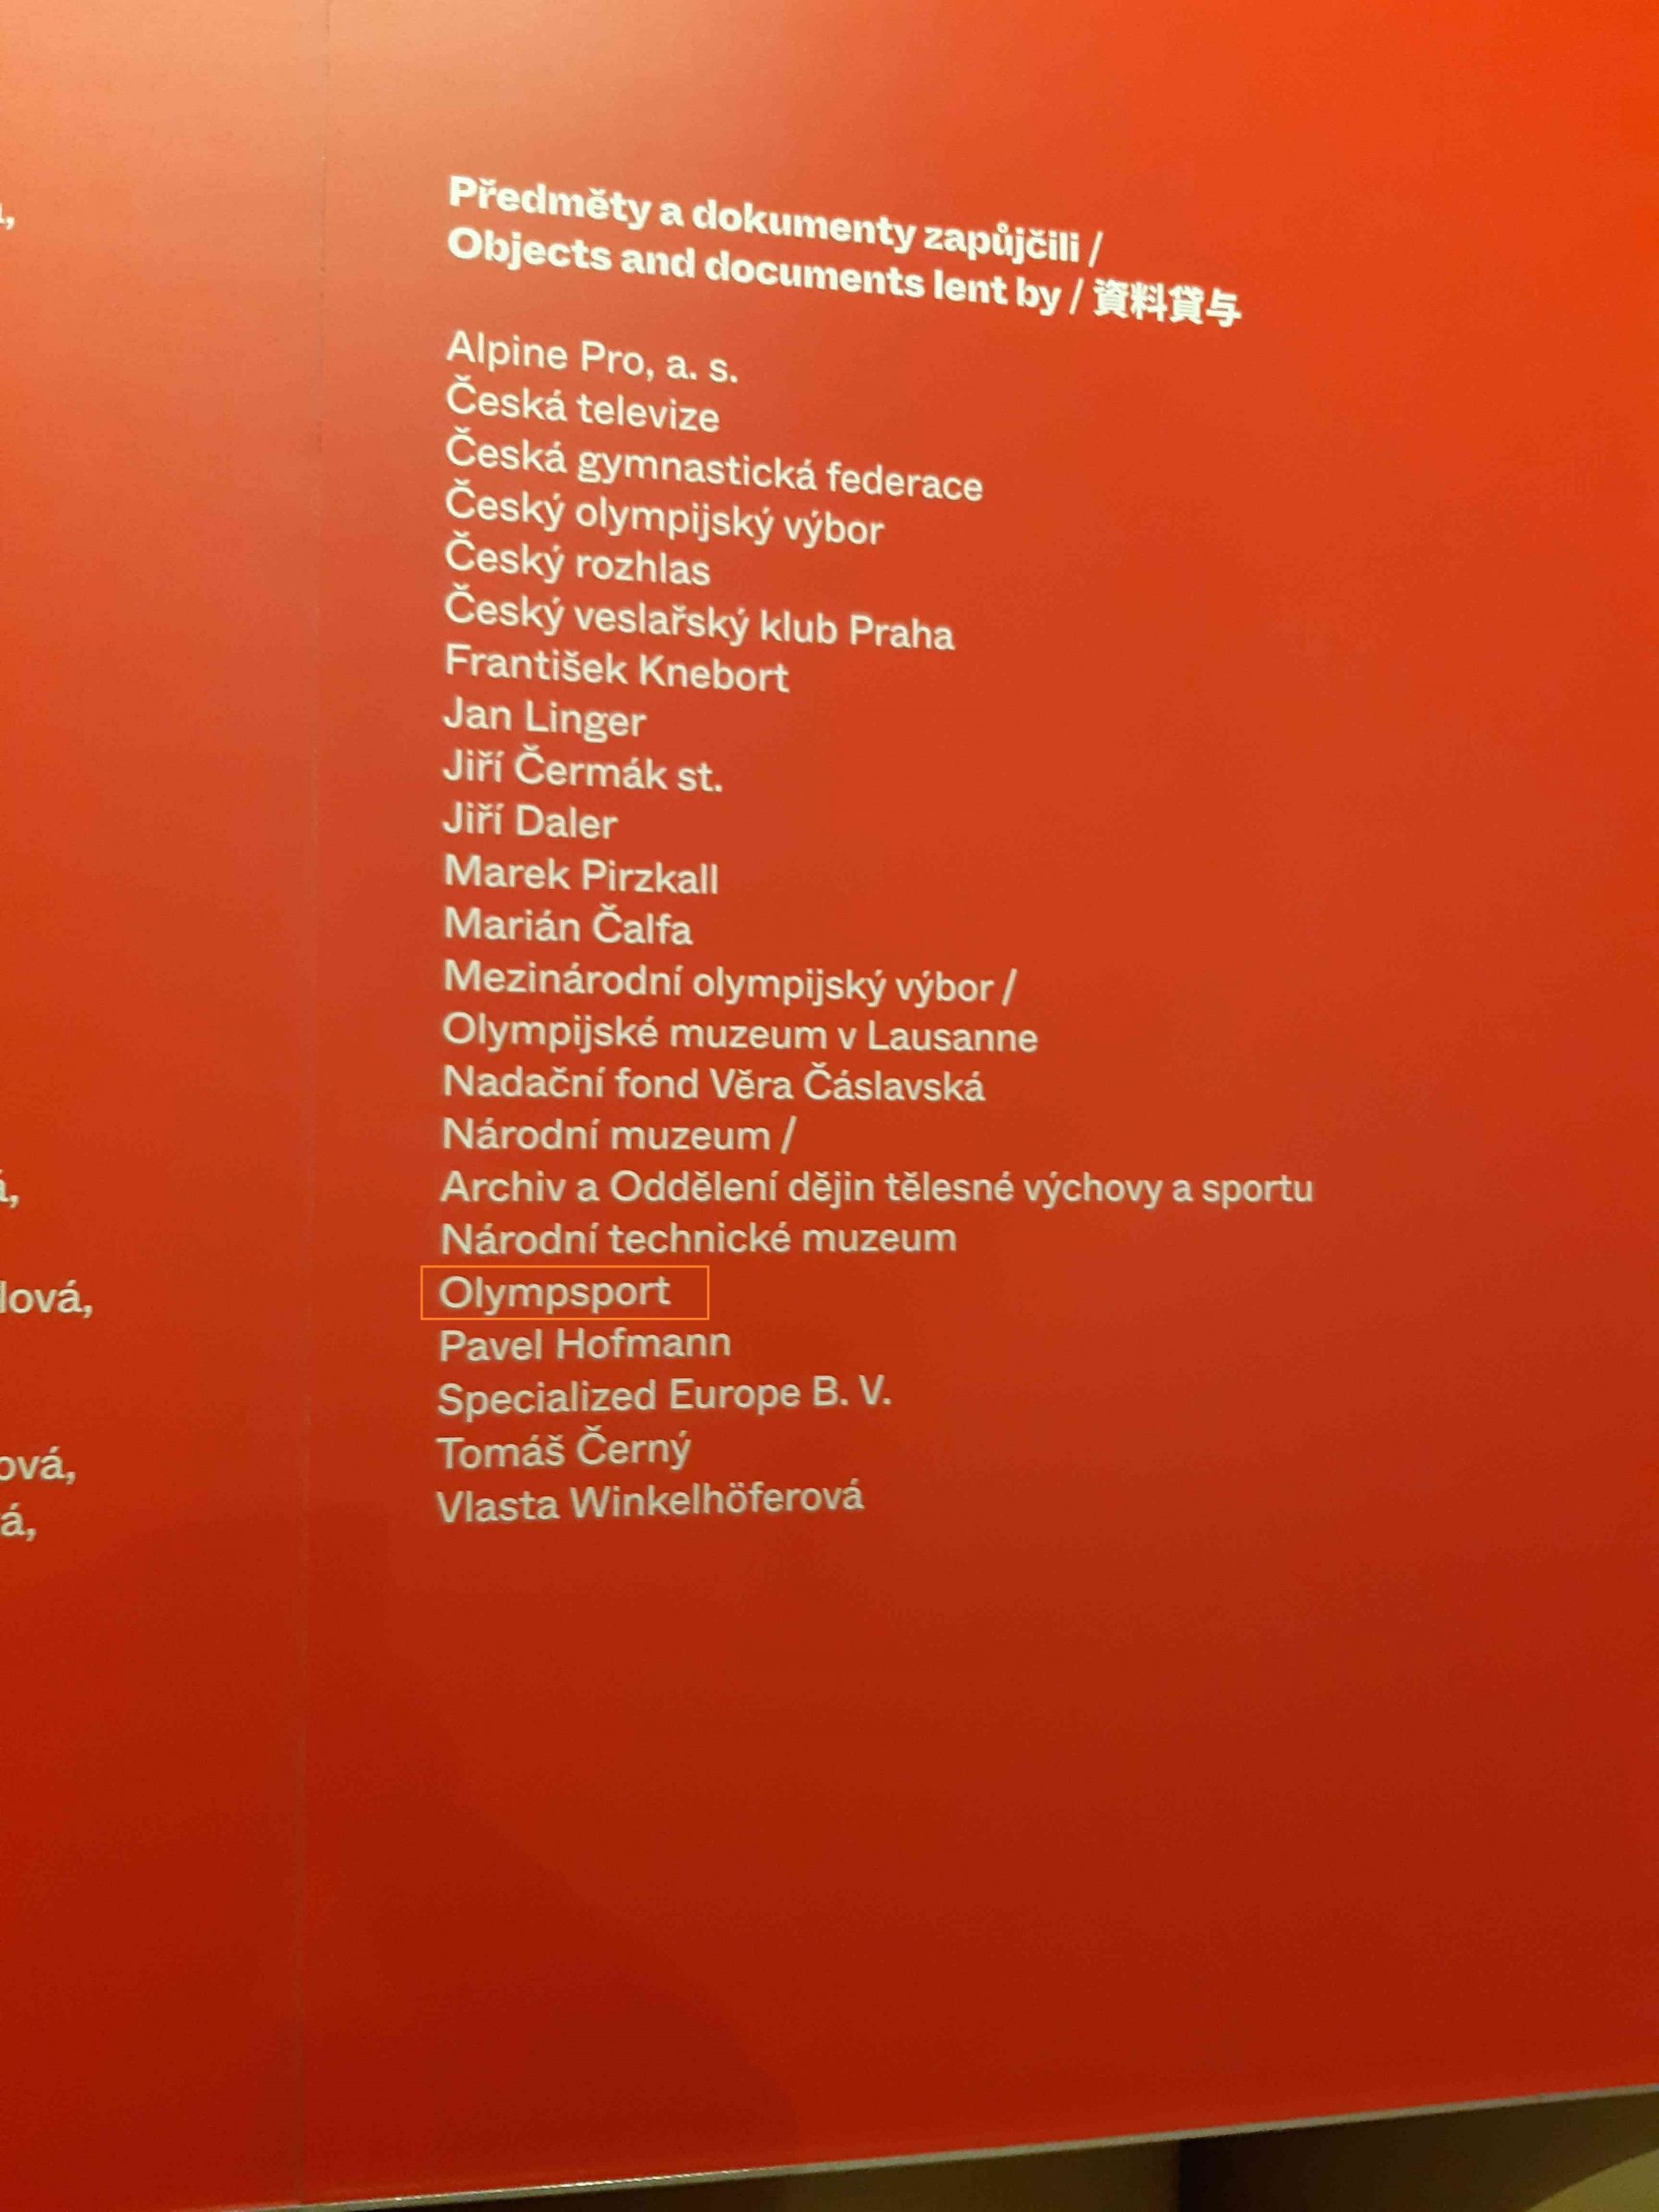 Předměty a dokumenty zapůjčili /
Objects and documents lent by / 資料貸与
Alpine Pro, a. s.
Česká televize
Česká gymnastická federace
Český olympijský výbor
Český rozhlas
Český veslařský klub Praha
František Knebort
Jan Linger
Jiří Čermák st.
Jiří Daler
Marek Pirzkall
Marián Čalfa
Mezinárodní olympijský výbor /
Olympijské muzeum v Lausanne
Nadační fond Věra Čáslavská
Národní muzeum /
Archiv a Oddělení dějin tělesné výchovy a sportu
Národní technické muzeum
Olympsport
Pavel Hofmann
Specialized Europe B. V.
Tomáš Černý
Vlasta Winkelhöferová